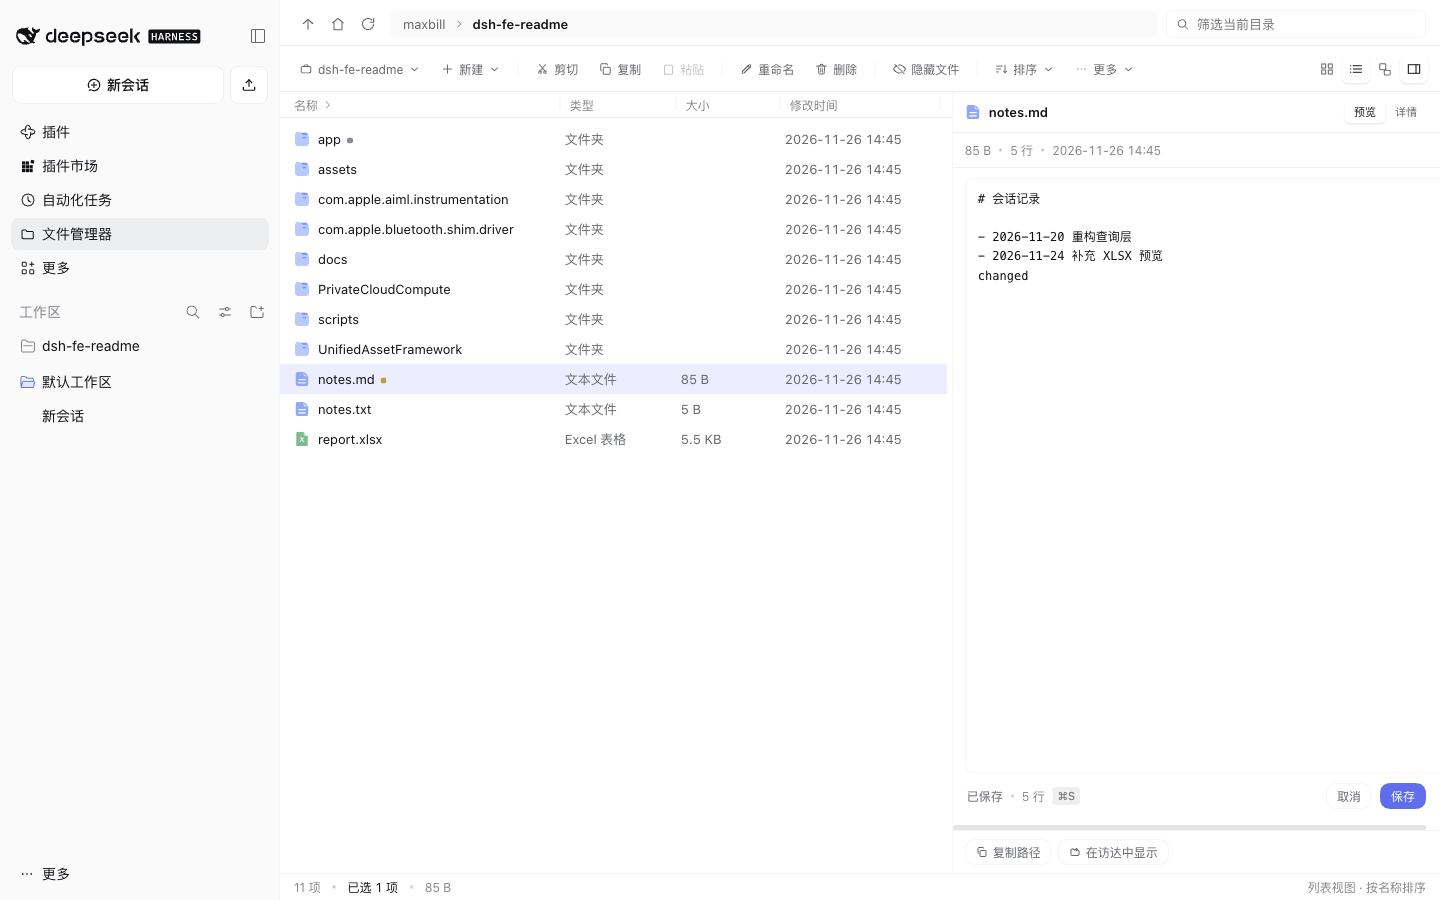 deepseek HARNESS
新会话
插件
插件市场
自动化任务
文件管理器
更多
工作区
dsh-fe-readme
默认工作区
新会话
更多
maxbill > dsh-fe-readme
筛选当前目录
dsh-fe-readme 新建 剪切 复制 粘贴 重命名 删除 隐藏文件 排序 更多
名称 类型 大小 修改时间
app 文件夹 2026-11-26 14:45
assets 文件夹 2026-11-26 14:45
com.apple.aiml.instrumentation 文件夹 2026-11-26 14:45
com.apple.bluetooth.shim.driver 文件夹 2026-11-26 14:45
docs 文件夹 2026-11-26 14:45
PrivateCloudCompute 文件夹 2026-11-26 14:45
scripts 文件夹 2026-11-26 14:45
UnifiedAssetFramework 文件夹 2026-11-26 14:45
notes.md 文本文件 85 B 2026-11-26 14:45
notes.txt 文本文件 5 B 2026-11-26 14:45
report.xlsx Excel 表格 5.5 KB 2026-11-26 14:45
notes.md 预览 详情
85 B • 5 行 • 2026-11-26 14:45
# 会话记录
- 2026-11-20 重构查询层
- 2026-11-24 补充 XLSX 预览
changed
已保存 • 5 行 ⌘S 取消 保存
复制路径 在访达中显示
11 项 • 已选 1 项 • 85 B
列表视图 · 按名称排序